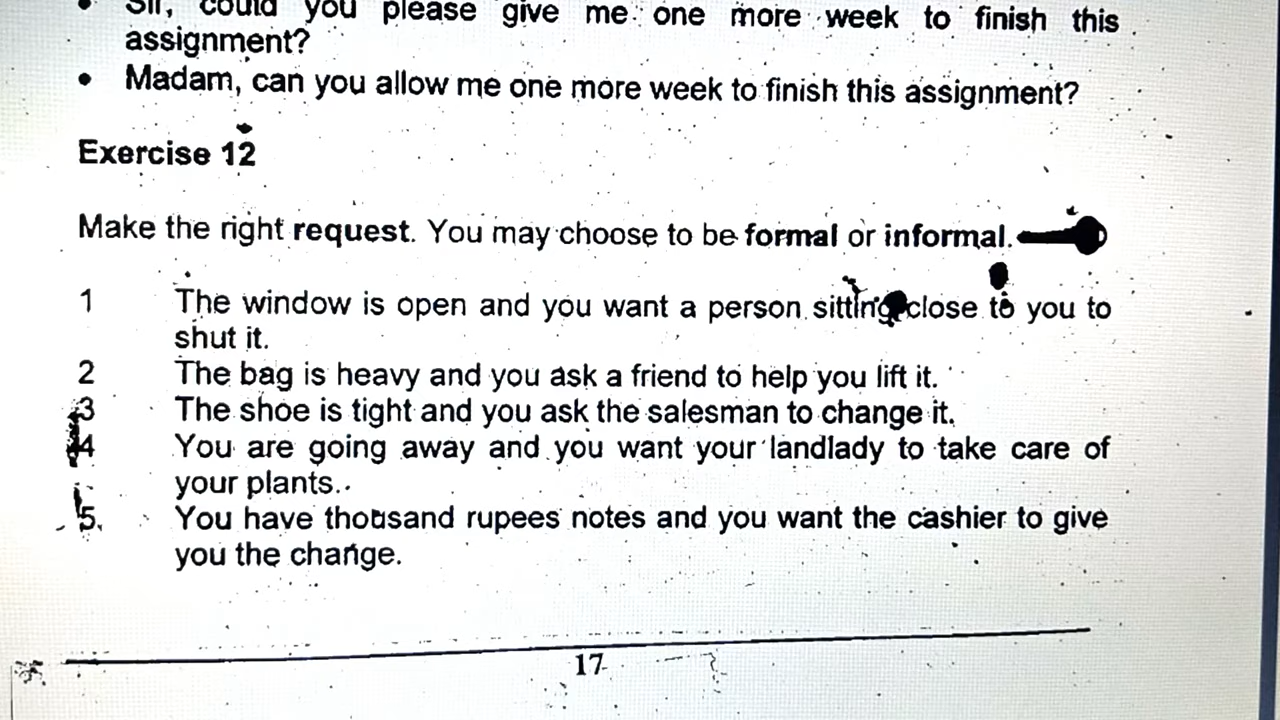 Sir, could you please give me one more week to finish this
assignment?
• Madam, can you allow me one more week to finish this assignment?
Exercise 12
Make the right request. You may choose to be formal or informal.
1 The window is open and you want a person sitting close to you to
shut it.
2 The bag is heavy and you ask a friend to help you lift it.
3 The shoe is tight and you ask the salesman to change it.
4 You are going away and you want your landlady to take care of
your plants.
5. You have thousand rupees notes and you want the cashier to give
you the change.
17